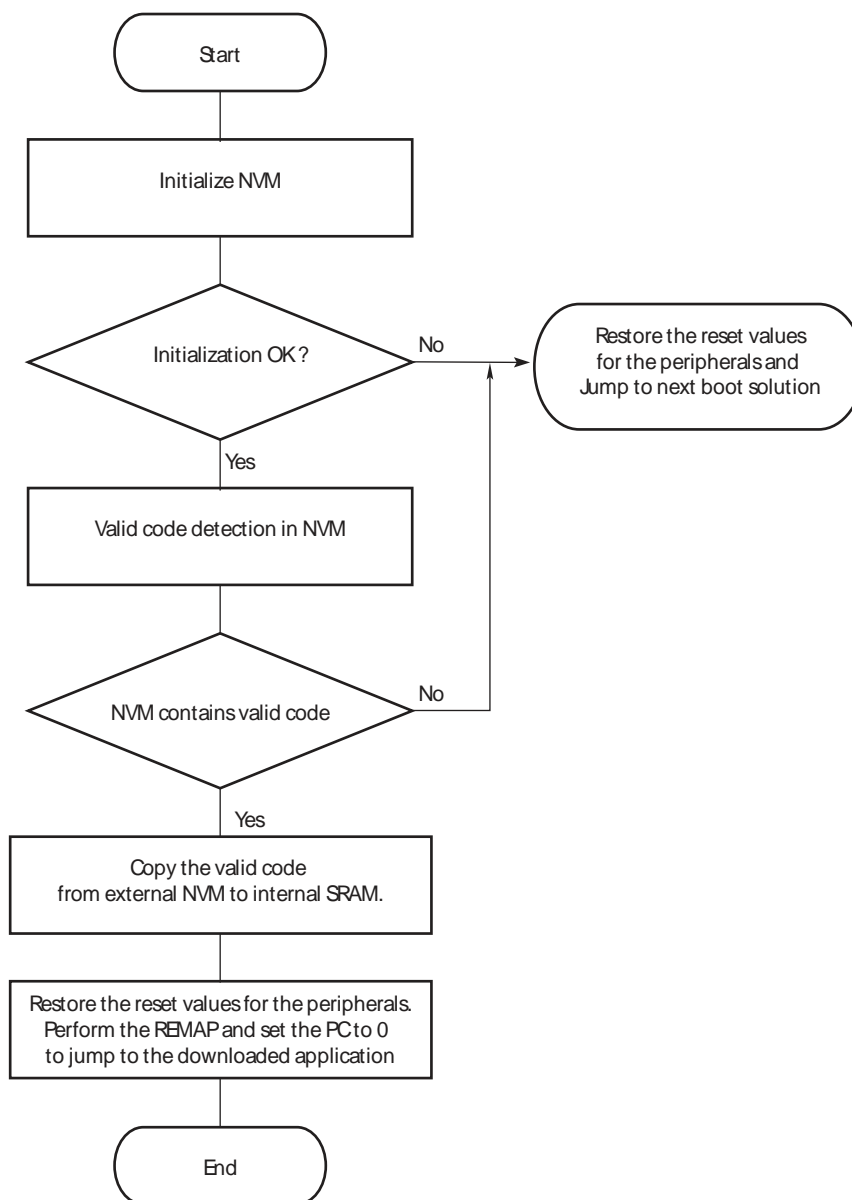 Start
Initialize NVM
Initialization OK ?
No
Restore the reset values
for the peripherals and
Jump to next boot solution
Yes
Valid code detection in NVM
NVM contains valid code
No
Yes
Copy the valid code
from external NVM to internal SRAM.
Restore the reset values for the peripherals.
Perform the REMAP and set the PC to 0
to jump to the downloaded application
End